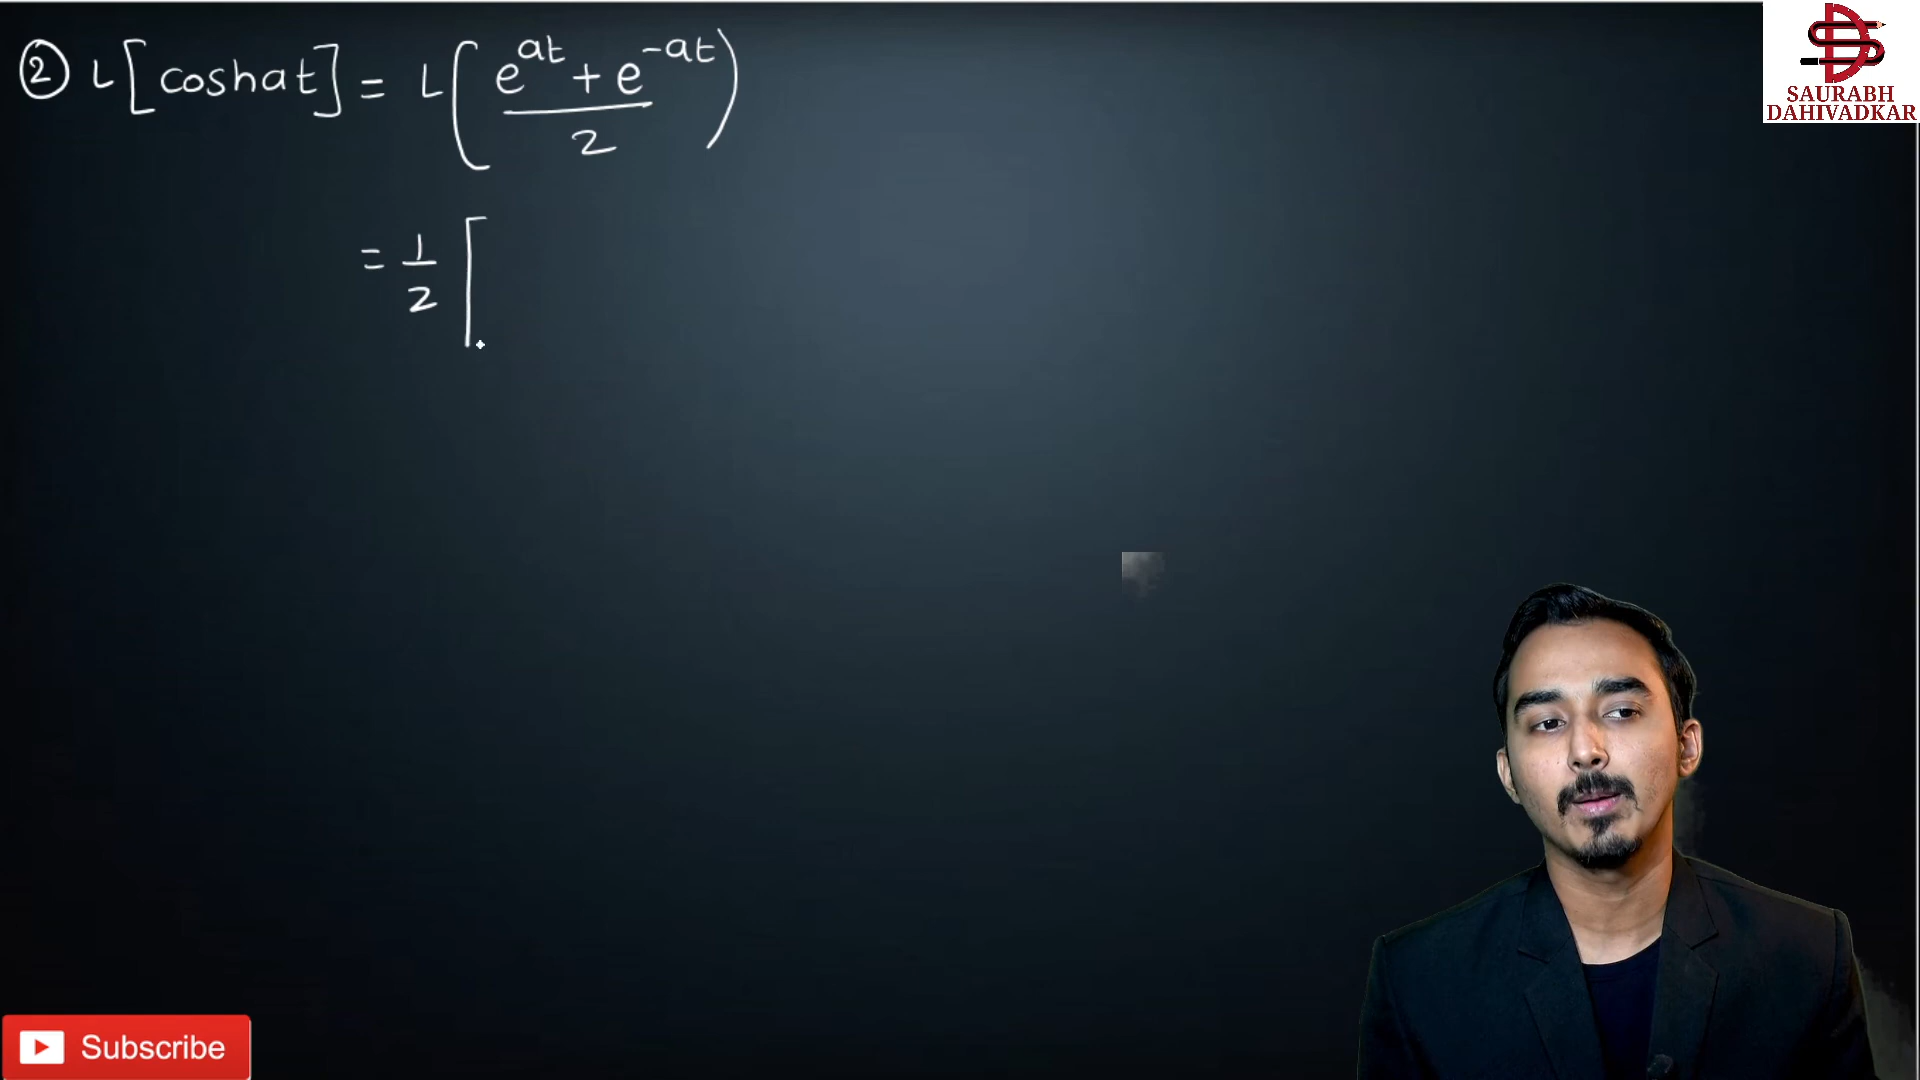 ② L[coshat] = L(e^at + e^-at / 2)
= 1/2 [
SAURABH
DAHIVADKAR
Subscribe